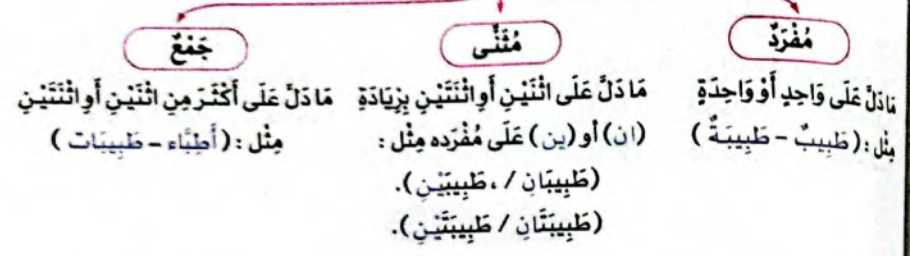 مُفْرَدٌ
مَا دَلَّ عَلَى وَاحِدٍ أَوْ وَاحِدَةٍ
مِثْل : (طَبِيبٌ - طَبِيبَةٌ)
مُثَنَّى
مَا دَلَّ عَلَى اثْنَيْنِ أَوِ اثْنَتَيْنِ بِزِيَادَةِ
(ان) أو (ين) عَلَى مُفْرَده مِثْل :
(طَبِيبَانِ / ، طَبِيبَيْنِ).
(طَبِيبَتَانِ / طَبِيبَتَيْنِ).
جَمْعٌ
مَا دَلَّ عَلَى أَكْثَرَ مِنِ اثْنَيْنِ أَوِ اثْنَتَيْنِ
مِثْل : (أَطِبَّاء - طَبِيبَات)